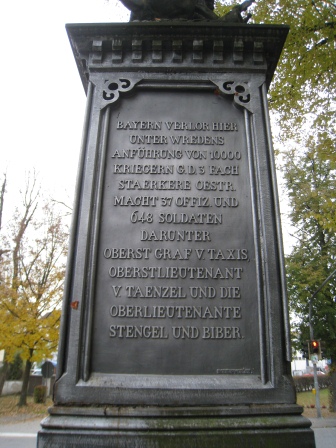 BAYERN VERLOR HIER
UNTER WREDENS
ANFÜHRUNG VON 10000
KRIEGERN G.D.3 FACH
STAERKERE OESTR.
MACHT 37 OFFIZ. UND
648 SOLDATEN
DARUNTER
OBERST GRAF V. TAXIS
OBERSTLIEUTENANT
V. TAENZEL UND DIE
OBERLIEUTENANTE
STENGEL UND BIBER.